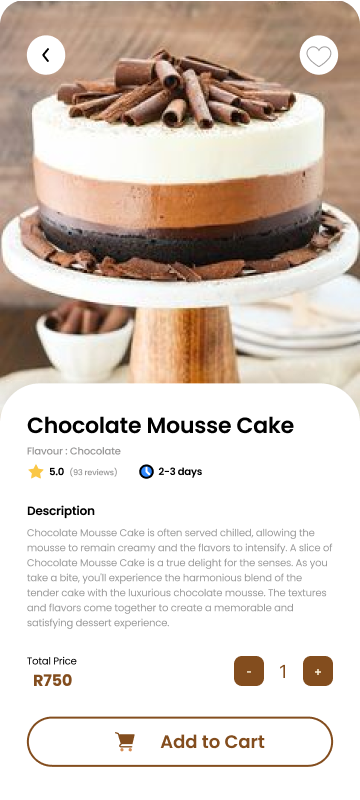 Chocolate Mousse Cake
Flavour : Chocolate
5.0 (93 reviews) 2-3 days
Description
Chocolate Mousse Cake is often served chilled, allowing the
mousse to remain creamy and the flavors to intensify. A slice of
Chocolate Mousse Cake is a true delight for the senses. As you
take a bite, you'll experience the harmonious blend of the
tender cake with the luxurious chocolate mousse. The textures
and flavors come together to create a memorable and
satisfying dessert experience.
Total Price
R750
- 1 +
Add to Cart